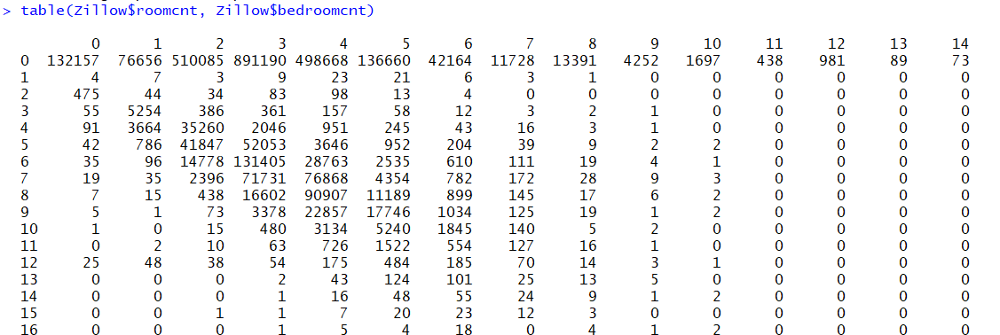 > table(Zillow$roomcnt, Zillow$bedroomcnt)
0 1 2 3 4 5 6 7 8 9 10 11 12 13 14
0 132157 76656 510085 891190 498668 136660 42164 11728 13391 4252 1697 438 981 89 73
1 4 7 3 9 23 21 6 3 1 0 0 0 0 0 0
2 475 44 34 83 98 13 4 0 0 0 0 0 0 0 0
3 55 5254 386 361 157 58 12 3 2 1 0 0 0 0 0
4 91 3664 35260 2046 951 245 43 16 3 1 0 0 0 0 0
5 42 786 41847 52053 3646 952 204 39 9 2 2 0 0 0 0
6 35 96 14778 131405 28763 2535 610 111 19 4 1 0 0 0 0
7 19 35 2396 71731 76868 4354 782 172 28 9 3 0 0 0 0
8 7 15 438 16602 90907 11189 899 145 17 6 2 0 0 0 0
9 5 1 73 3378 22857 17746 1034 125 19 1 2 0 0 0 0
10 1 0 15 480 3134 5240 1845 140 5 2 0 0 0 0 0
11 0 2 10 63 726 1522 554 127 16 1 0 0 0 0 0
12 25 48 38 54 175 484 185 70 14 3 1 0 0 0 0
13 0 0 0 2 43 124 101 25 13 5 0 0 0 0 0
14 0 0 0 1 16 48 55 24 9 1 2 0 0 0 0
15 0 0 1 1 7 20 23 12 3 0 0 0 0 0 0
16 0 0 0 1 5 4 18 0 4 1 2 0 0 0 0